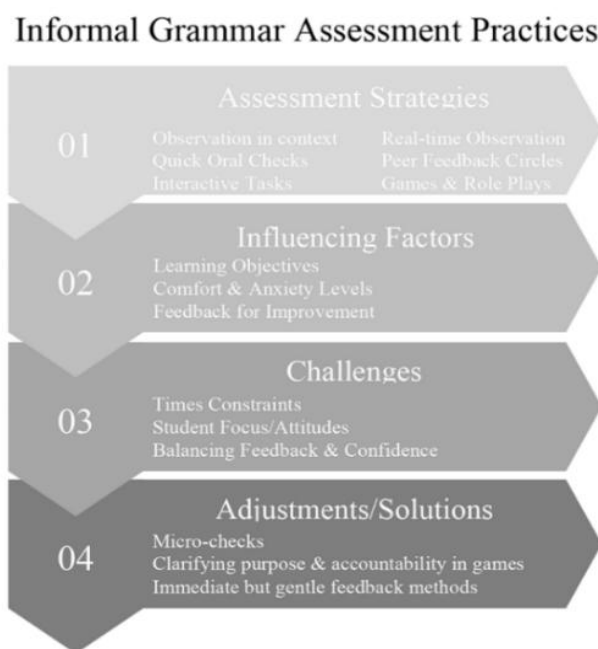 Informal Grammar Assessment Practices
01
Assessment Strategies
Observation in context
Quick Oral Checks
Interactive Tasks
Real-time Observation
Peer Feedback Circles
Games & Role Plays
02
Influencing Factors
Learning Objectives
Comfort & Anxiety Levels
Feedback for Improvement
03
Challenges
Times Constraints
Student Focus/Attitudes
Balancing Feedback & Confidence
04
Adjustments/Solutions
Micro-checks
Clarifying purpose & accountability in games
Immediate but gentle feedback methods